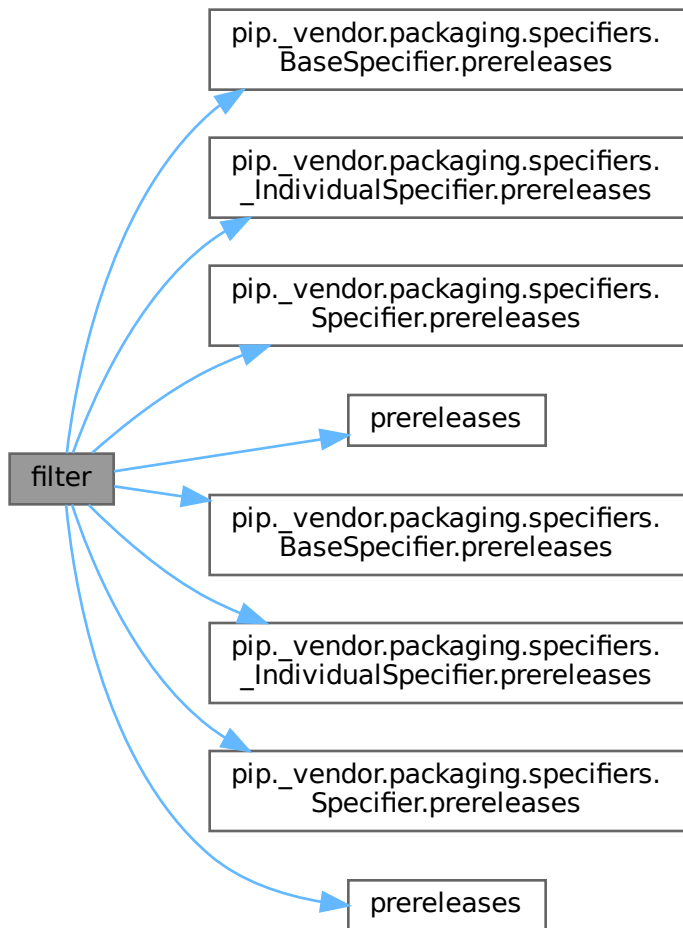 pip._vendor.packaging.specifiers.
BaseSpecifier.prereleases
pip._vendor.packaging.specifiers.
_IndividualSpecifier.prereleases
pip._vendor.packaging.specifiers.
Specifier.prereleases
prereleases
filter
pip._vendor.packaging.specifiers.
BaseSpecifier.prereleases
pip._vendor.packaging.specifiers.
_IndividualSpecifier.prereleases
pip._vendor.packaging.specifiers.
Specifier.prereleases
prereleases